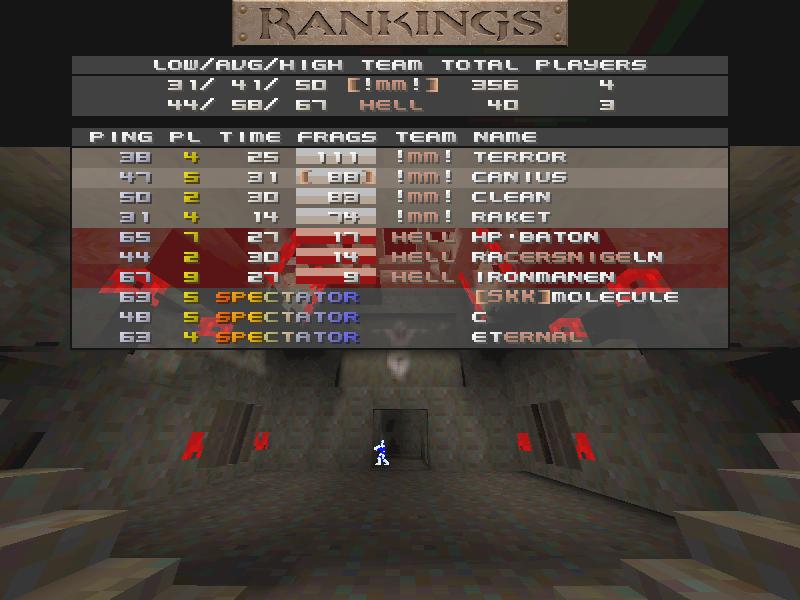 RANKINGS
LOW/AVG/HIGH TEAM TOTAL PLAYERS
31/ 41/ 50 [!mm!] 356 4
44/ 58/ 67 HELL 40 3
PING PL TIME FRAGS TEAM NAME
38 4 25 111 !mm! TERROR
47 5 31 [ 88] !mm! CANIUS
50 2 30 83 !mm! CLEAN
31 4 14 74 !mm! RAKET
65 7 27 17 HELL HP·BATON
44 2 30 14 HELL RACERSNIGELN
67 9 27 9 HELL IRONMANEN
63 5 SPECTATOR [SKK]MOLECULE
48 5 SPECTATOR C
63 4 SPECTATOR ETERNAL